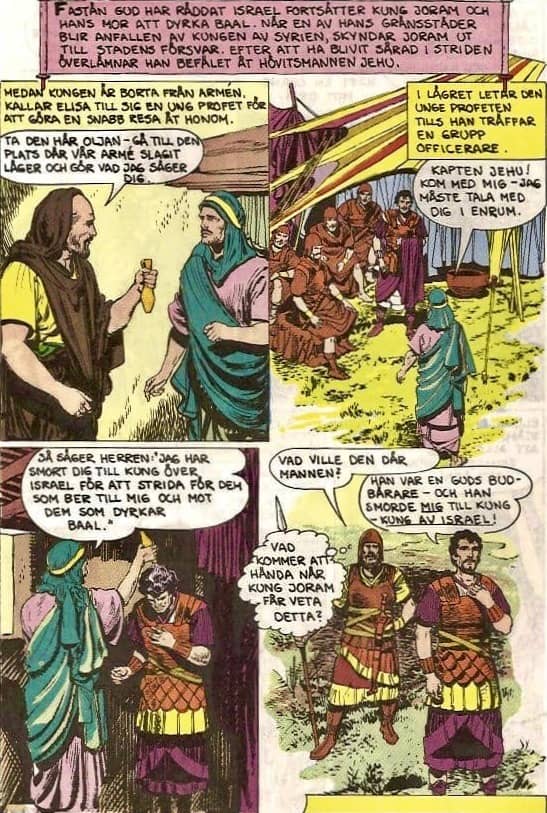 FASTÄN GUD HAR RÄDDAT ISRAEL FORTSÄTTER KUNG JORAM OCH
HANS MOR ATT DYRKA BAAL. NÄR EN AV HANS GRÄNSSTÄDER
BLIR ANFALLEN AV KUNGEN AV SYRIEN, SKYNDAR JORAM UT
TILL STADENS FÖRSVAR. EFTER ATT HA BLIVIT SÅRAD I STRIDEN
ÖVERLÄMNAR HAN BEFÄLET ÅT HÖVITSMANNEN JEHU.
MEDAN KUNGEN ÄR BORTA FRÅN ARMÉN,
KALLAR ELISA TILL SIG EN UNG PROFET FÖR
ATT GÖRA EN SNABB RESA ÅT HONOM.
TA DEN HÄR OLJAN - GÅ TILL DEN
PLATS DÄR VÅR ARMÉ SLAGIT
LÄGER OCH GÖR VAD JAG SÄGER
DIG.
I LÄGRET LETAR DEN
UNGE PROFETEN
TILLS HAN TRÄFFAR
EN GRUPP
OFFICERARE.
KAPTEN JEHU!
KOM MED MIG - JAG
MÅSTE TALA MED
DIG I ENRUM.
SÅ SÄGER HERREN: "JAG HAR
SMORT DIG TILL KUNG ÖVER
ISRAEL FÖR ATT STRIDA FÖR DEM
SOM BER TILL MIG OCH MOT
DEM SOM DYRKAR
BAAL."
VAD VILLE DEN DÄR
MANNEN?
HAN VAR EN GUDS BUD-
BÄRARE - OCH HAN
SMORDE MIG TILL KUNG
- KUNG AV ISRAEL!
VAD
KOMMER ATT
HÄNDA NÄR
KUNG JORAM
FÅR VETA
DETTA?